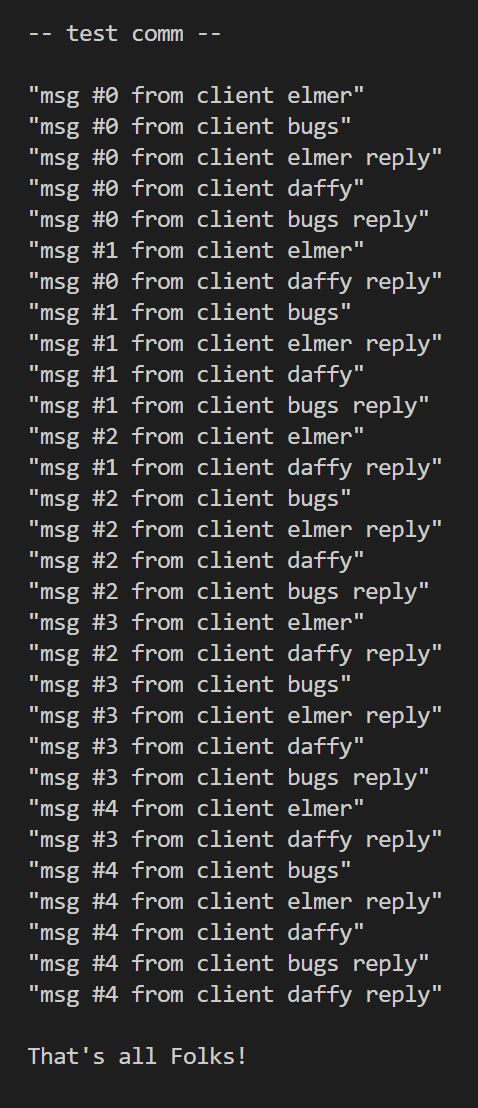 -- test comm --
"msg #0 from client elmer"
"msg #0 from client bugs"
"msg #0 from client elmer reply"
"msg #0 from client daffy"
"msg #0 from client bugs reply"
"msg #1 from client elmer"
"msg #0 from client daffy reply"
"msg #1 from client bugs"
"msg #1 from client elmer reply"
"msg #1 from client daffy"
"msg #1 from client bugs reply"
"msg #2 from client elmer"
"msg #1 from client daffy reply"
"msg #2 from client bugs"
"msg #2 from client elmer reply"
"msg #2 from client daffy"
"msg #2 from client bugs reply"
"msg #3 from client elmer"
"msg #2 from client daffy reply"
"msg #3 from client bugs"
"msg #3 from client elmer reply"
"msg #3 from client daffy"
"msg #3 from client bugs reply"
"msg #4 from client elmer"
"msg #3 from client daffy reply"
"msg #4 from client bugs"
"msg #4 from client elmer reply"
"msg #4 from client daffy"
"msg #4 from client bugs reply"
"msg #4 from client daffy reply"
That's all Folks!